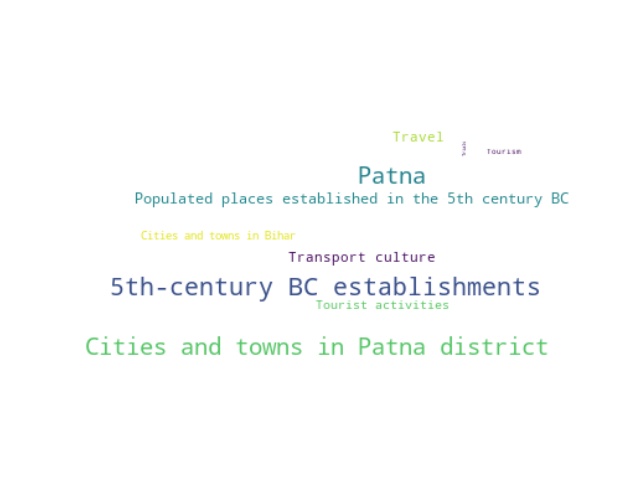 Travel
Tourism
Patna
Populated places established in the 5th century BC
Cities and towns in Bihar
Transport culture
5th-century BC establishments
Tourist activities
Cities and towns in Patna district